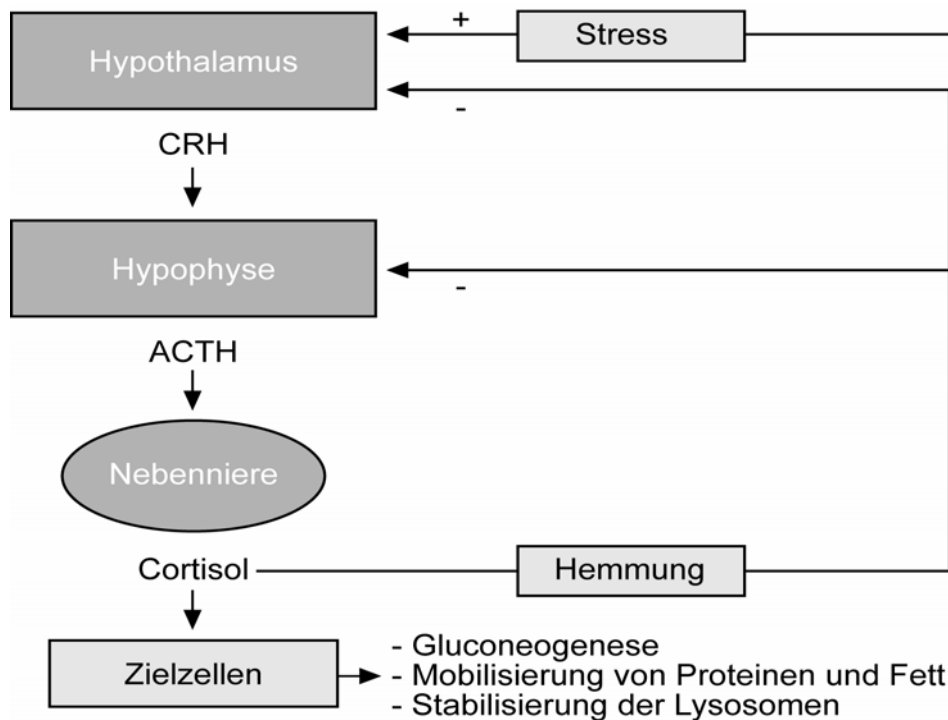 +
Stress
Hypothalamus
-
CRH
Hypophyse
-
ACTH
Nebenniere
Cortisol
Hemmung
Zielzellen
- Gluconeogenese
- Mobilisierung von Proteinen und Fett
- Stabilisierung der Lysosomen